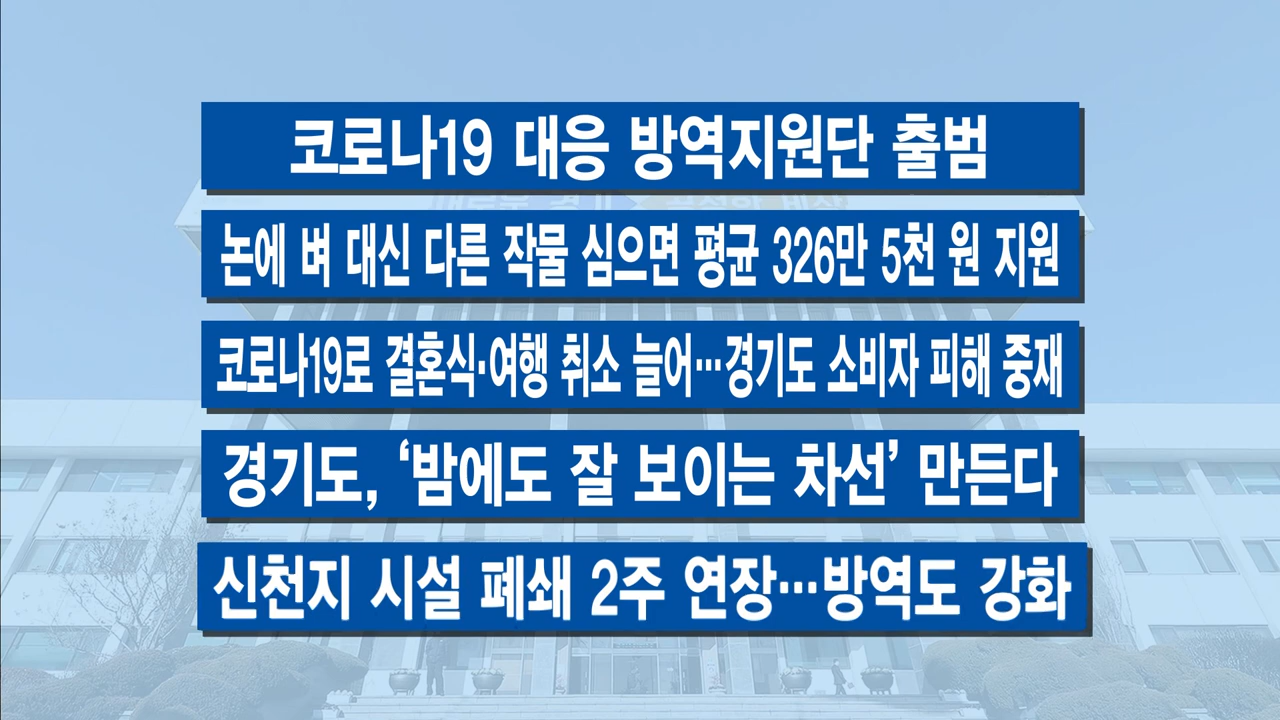 코로나19 대응 방역지원단 출범
논에 벼 대신 다른 작물 심으면 평균 326만 5천 원 지원
코로나19로 결혼식·여행 취소 늘어…경기도 소비자 피해 중재
경기도, ‘밤에도 잘 보이는 차선’ 만든다
신천지 시설 폐쇄 2주 연장…방역도 강화